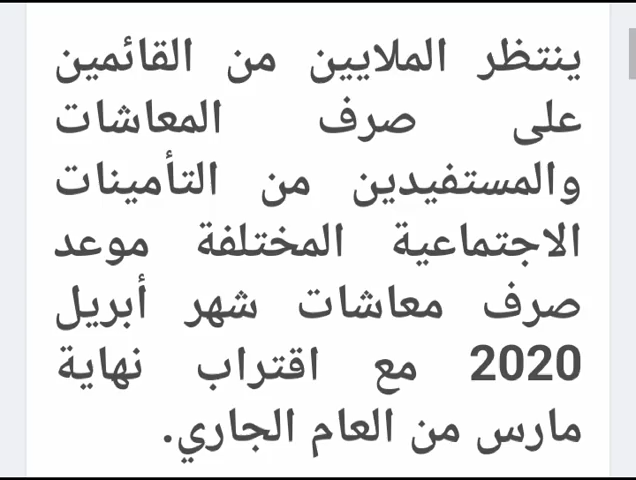 ينتظر الملايين من القائمين
على صرف المعاشات
والمستفيدين من التأمينات
الاجتماعية المختلفة موعد
صرف معاشات شهر أبريل
2020 مع اقتراب نهاية
مارس من العام الجاري.